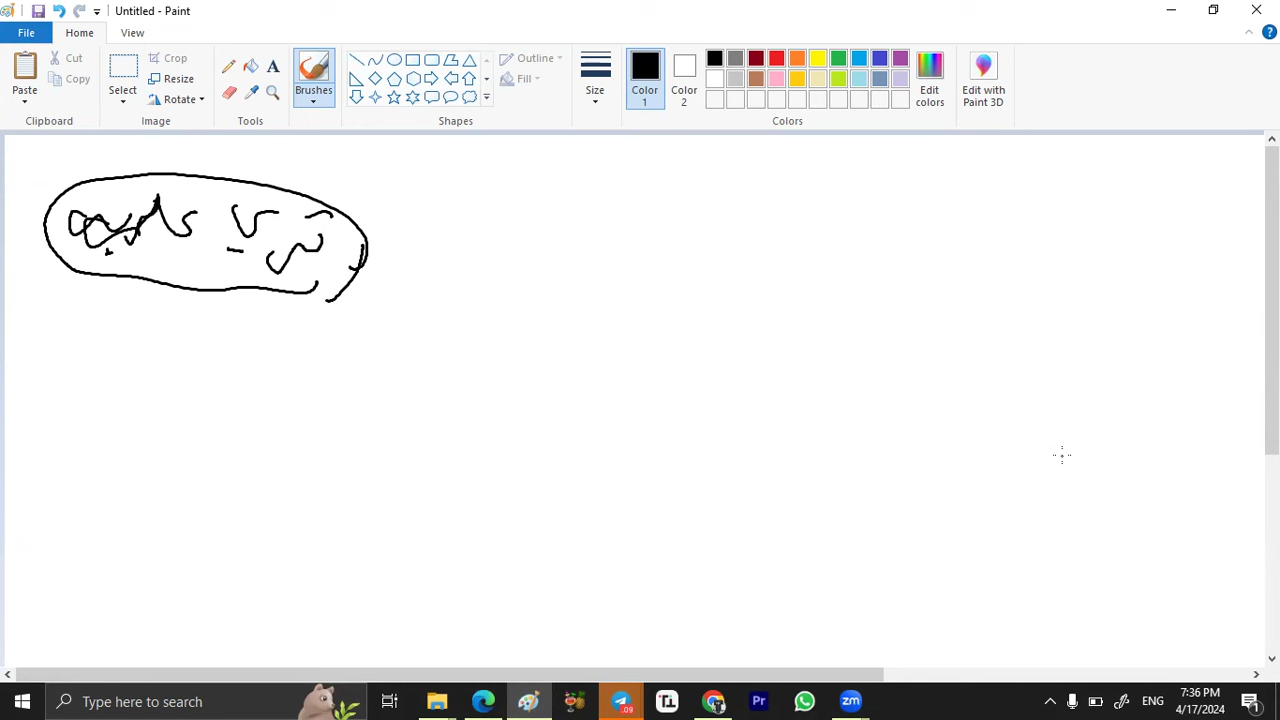 Untitled - Paint
File Home View
Paste
Cut
Copy
Clipboard
Select
Crop
Resize
Rotate
Image
Tools
Brushes
Outline
Fill
Shapes
Size
Color 1
Color 2
Edit colors
Colors
Edit with Paint 3D
Type here to search
.09
ENG
7:36 PM
4/17/2024
1